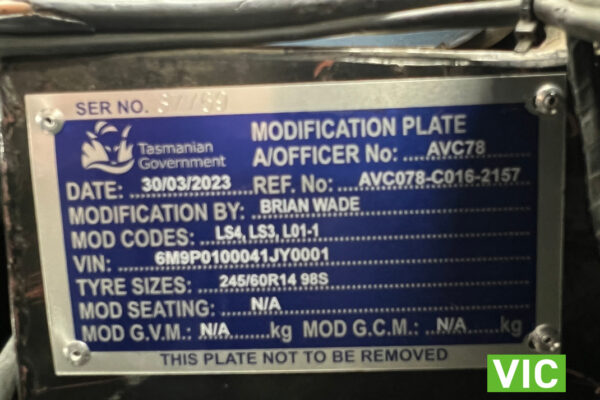 SER NO.
Tasmanian
Government
MODIFICATION PLATE
A/OFFICER No: ....AVC78........
DATE: 30/03/2023 REF. No: AVC078-C016-2157
MODIFICATION BY: BRIAN WADE
MOD CODES: LS4, LS3, L01-1
VIN: 6M9P0100041JY0001
TYRE SIZES: 245/60R14 98S
MOD SEATING: N/A
MOD G.V.M: N/A kg MOD G.C.M: N/A kg
THIS PLATE NOT TO BE REMOVED
VIC